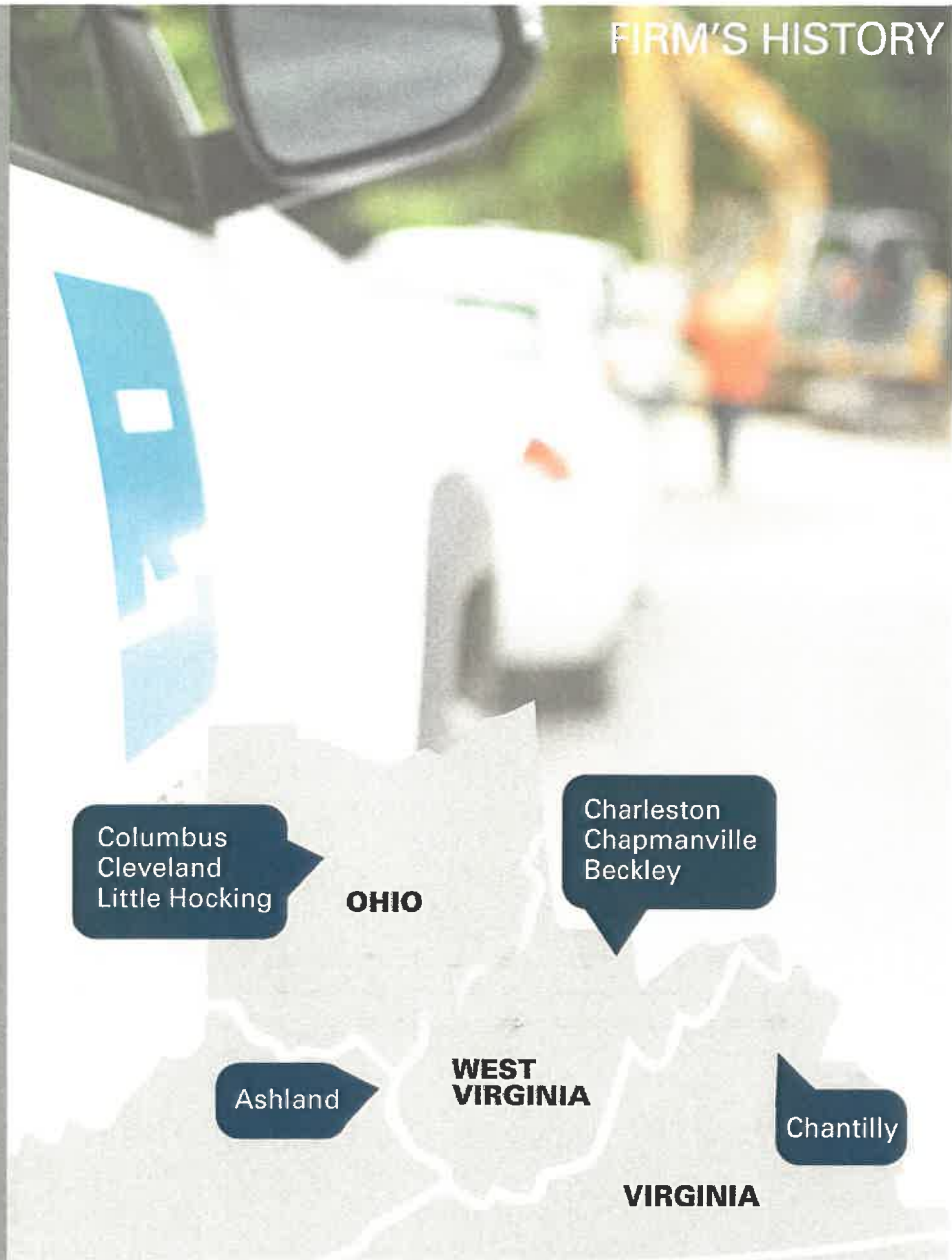 FIRM'S HISTORY
Columbus
Cleveland
Little Hocking
OHIO
Charleston
Chapmanville
Beckley
Ashland
WEST
VIRGINIA
Chantilly
VIRGINIA